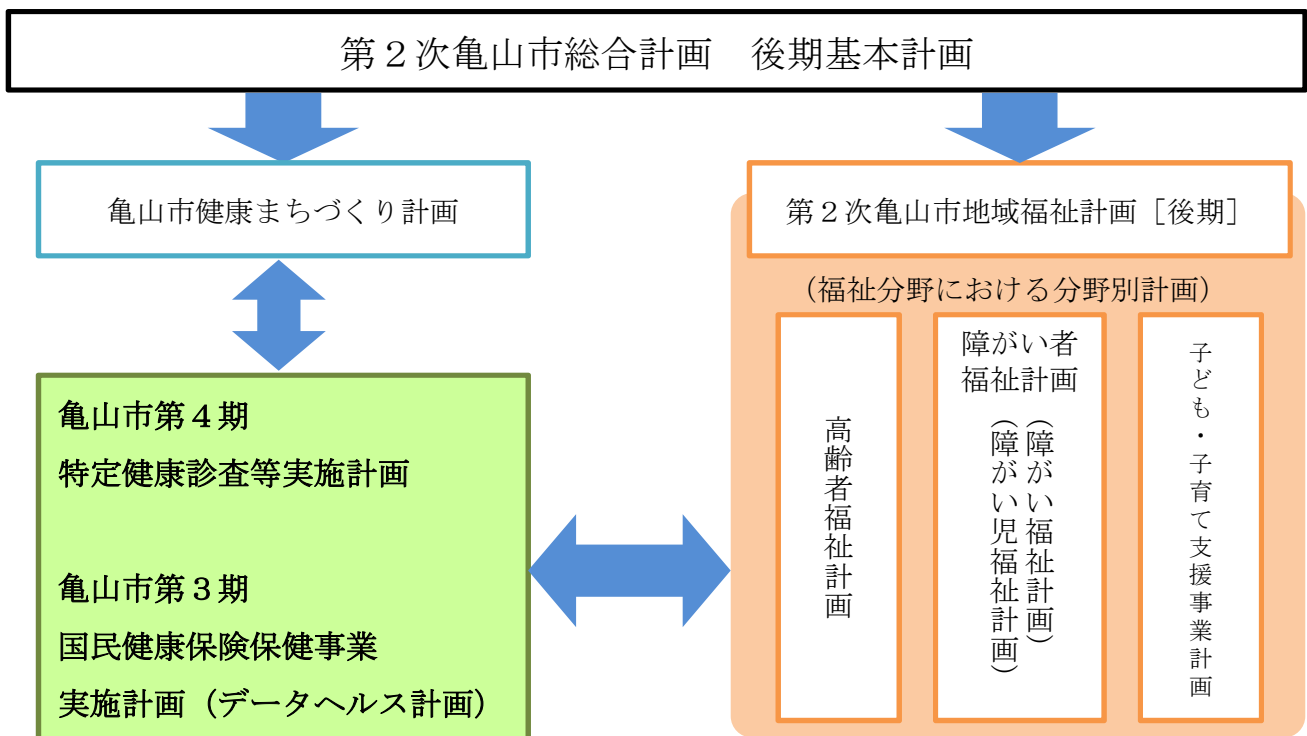 第２次亀山市総合計画　後期基本計画
亀山市健康まちづくり計画
第２次亀山市地域福祉計画［後期］
（福祉分野における分野別計画）
亀山市第４期
特定健康診査等実施計画
亀山市第３期
国民健康保険保健事業
実施計画（データヘルス計画）
高齢者福祉計画
障がい者
福祉計画
（障がい福祉計画）
（障がい児福祉計画）
子ども・子育て支援事業計画